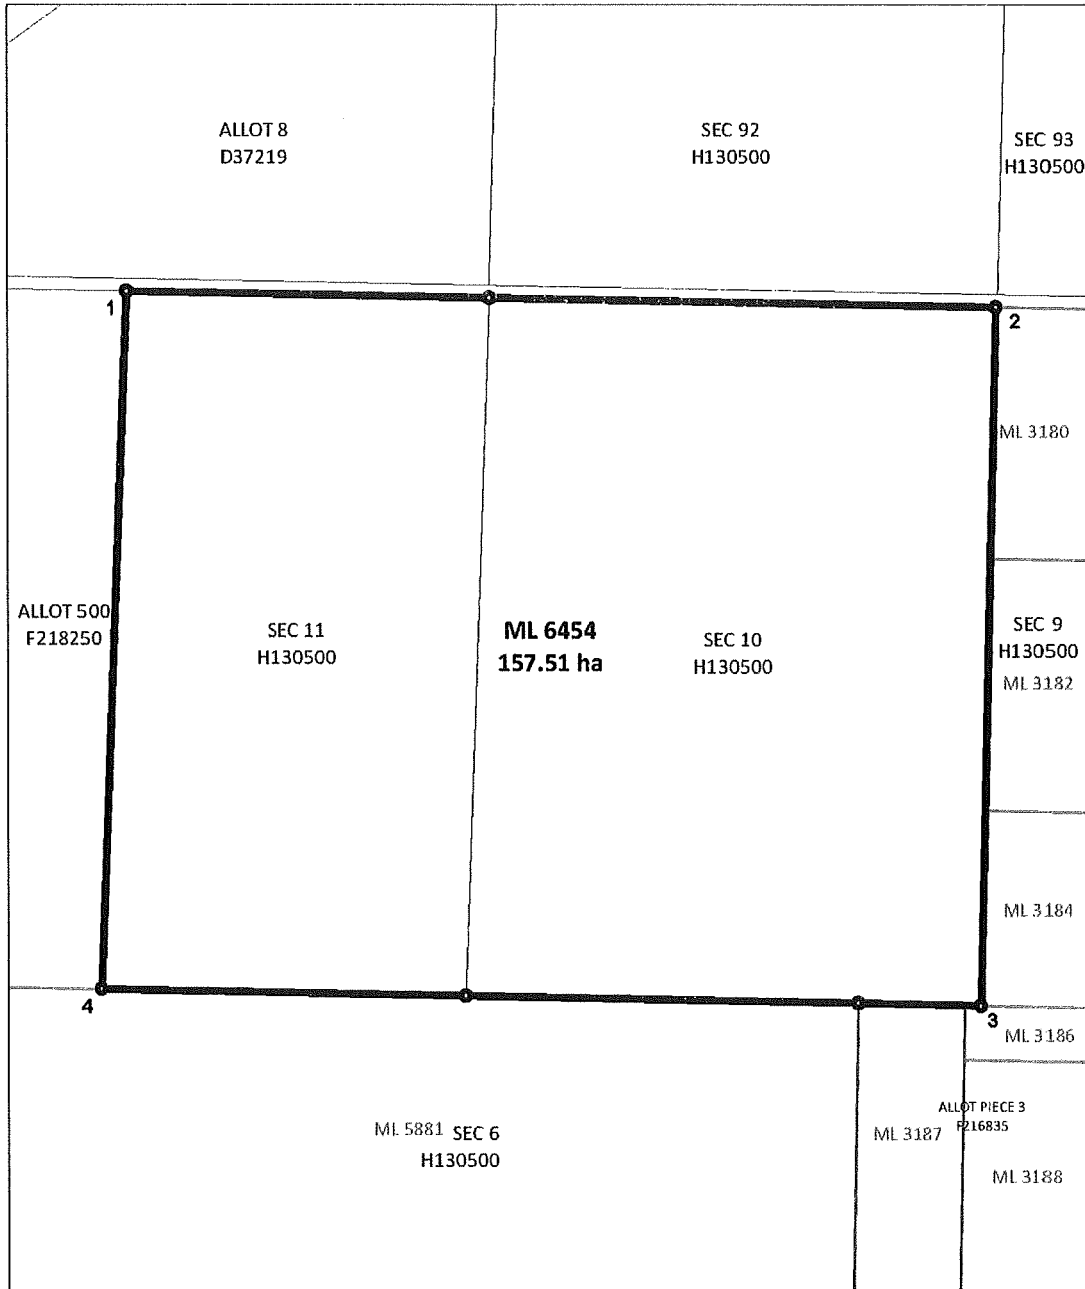 ALLOT 8
D37219
SEC 92
H130500
SEC 93
H130500
1
2
ML 3180
ALLOT 500
F218250
SEC 11
H130500
ML 6454
157.51 ha
SEC 10
H130500
SEC 9
H130500
ML 3182
ML 3184
4
3
ML 3186
ML 5881 SEC 6
H130500
ML 3187
ALLOT PIECE 3
F216835
ML 3188